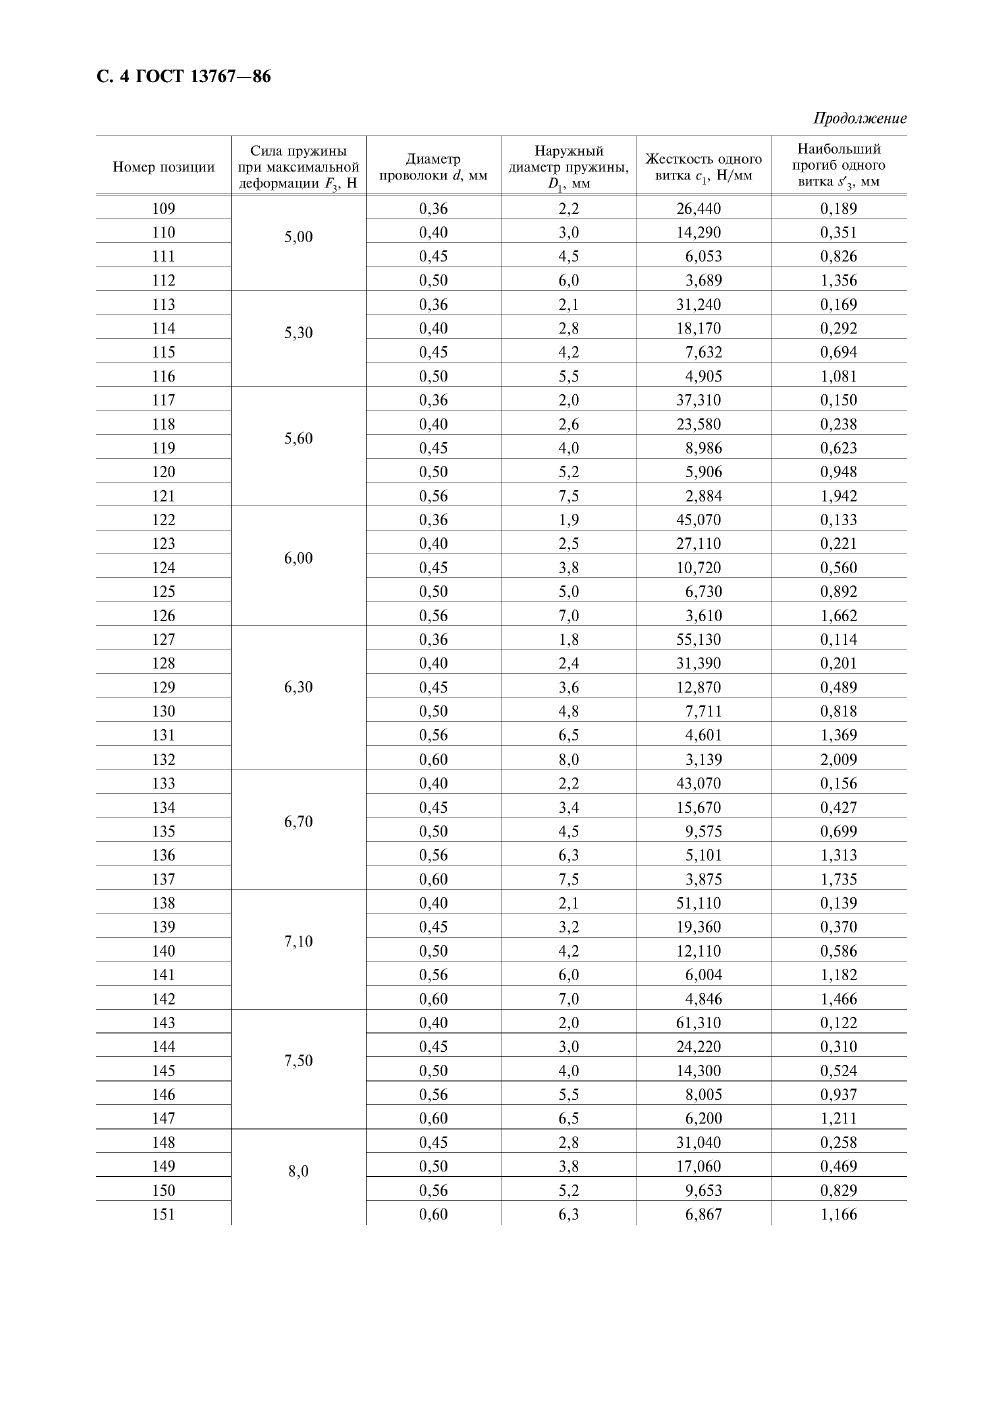 С. 4 ГОСТ 13767—86
Продолжение
Номер позиции
Сила пружины
при максимальной
деформации F3, Н
Диаметр
проволоки d, мм
Наружный
диаметр пружины,
D1, мм
Жесткость одного
витка c1, Н/мм
Наибольший
прогиб одного
витка s′3, мм
109 5,00 0,36 2,2 26,440 0,189
110 0,40 3,0 14,290 0,351
111 0,45 4,5 6,053 0,826
112 0,50 6,0 3,689 1,356
113 5,30 0,36 2,1 31,240 0,169
114 0,40 2,8 18,170 0,292
115 0,45 4,2 7,632 0,694
116 0,50 5,5 4,905 1,081
117 5,60 0,36 2,0 37,310 0,150
118 0,40 2,6 23,580 0,238
119 0,45 4,0 8,986 0,623
120 0,50 5,2 5,906 0,948
121 0,56 7,5 2,884 1,942
122 6,00 0,36 1,9 45,070 0,133
123 0,40 2,5 27,110 0,221
124 0,45 3,8 10,720 0,560
125 0,50 5,0 6,730 0,892
126 0,56 7,0 3,610 1,662
127 6,30 0,36 1,8 55,130 0,114
128 0,40 2,4 31,390 0,201
129 0,45 3,6 12,870 0,489
130 0,50 4,8 7,711 0,818
131 0,56 6,5 4,601 1,369
132 0,60 8,0 3,139 2,009
133 6,70 0,40 2,2 43,070 0,156
134 0,45 3,4 15,670 0,427
135 0,50 4,5 9,575 0,699
136 0,56 6,3 5,101 1,313
137 0,60 7,5 3,875 1,735
138 7,10 0,40 2,1 51,110 0,139
139 0,45 3,2 19,360 0,370
140 0,50 4,2 12,110 0,586
141 0,56 6,0 6,004 1,182
142 0,60 7,0 4,846 1,466
143 7,50 0,40 2,0 61,310 0,122
144 0,45 3,0 24,220 0,310
145 0,50 4,0 14,300 0,524
146 0,56 5,5 8,005 0,937
147 0,60 6,5 6,200 1,211
148 8,0 0,45 2,8 31,040 0,258
149 0,50 3,8 17,060 0,469
150 0,56 5,2 9,653 0,829
151 0,60 6,3 6,867 1,166